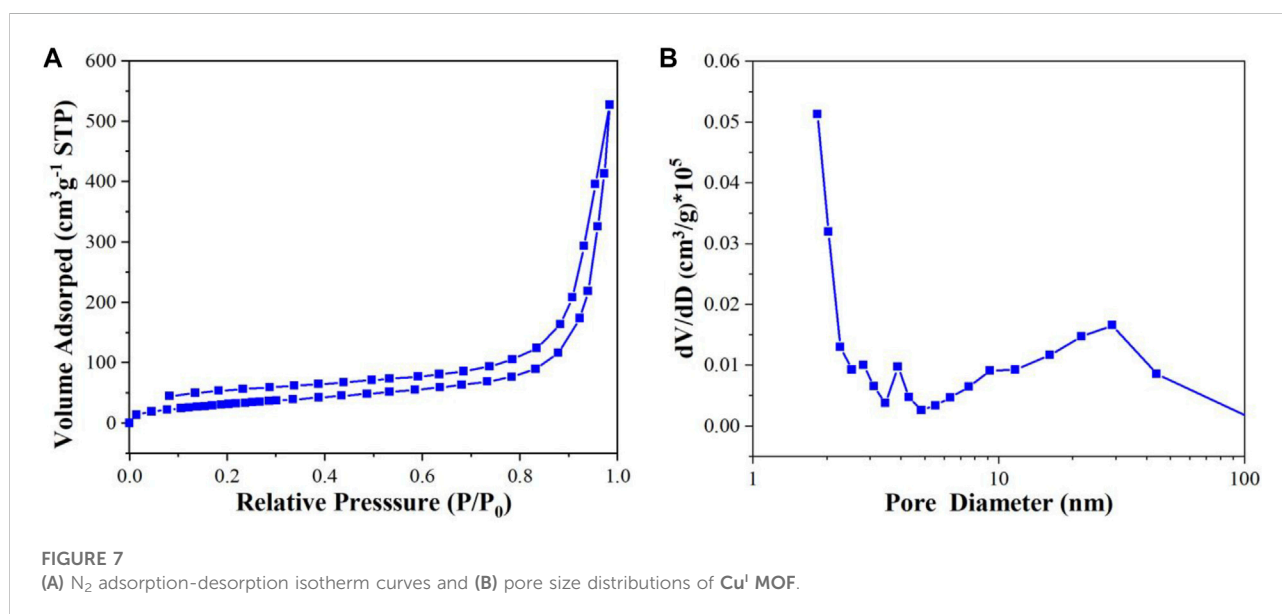 A
600
500
400
300
200
100
0
Volume Adsorped (cm³g⁻¹ STP)
0.0 0.2 0.4 0.6 0.8 1.0
Relative Presssure (P/P₀)
B
0.06
0.05
0.04
0.03
0.02
0.01
0.00
dV/dD (cm³/g)*10⁵
1 10 100
Pore Diameter (nm)
FIGURE 7
(A) N₂ adsorption-desorption isotherm curves and (B) pore size distributions of Cuᴵ MOF.